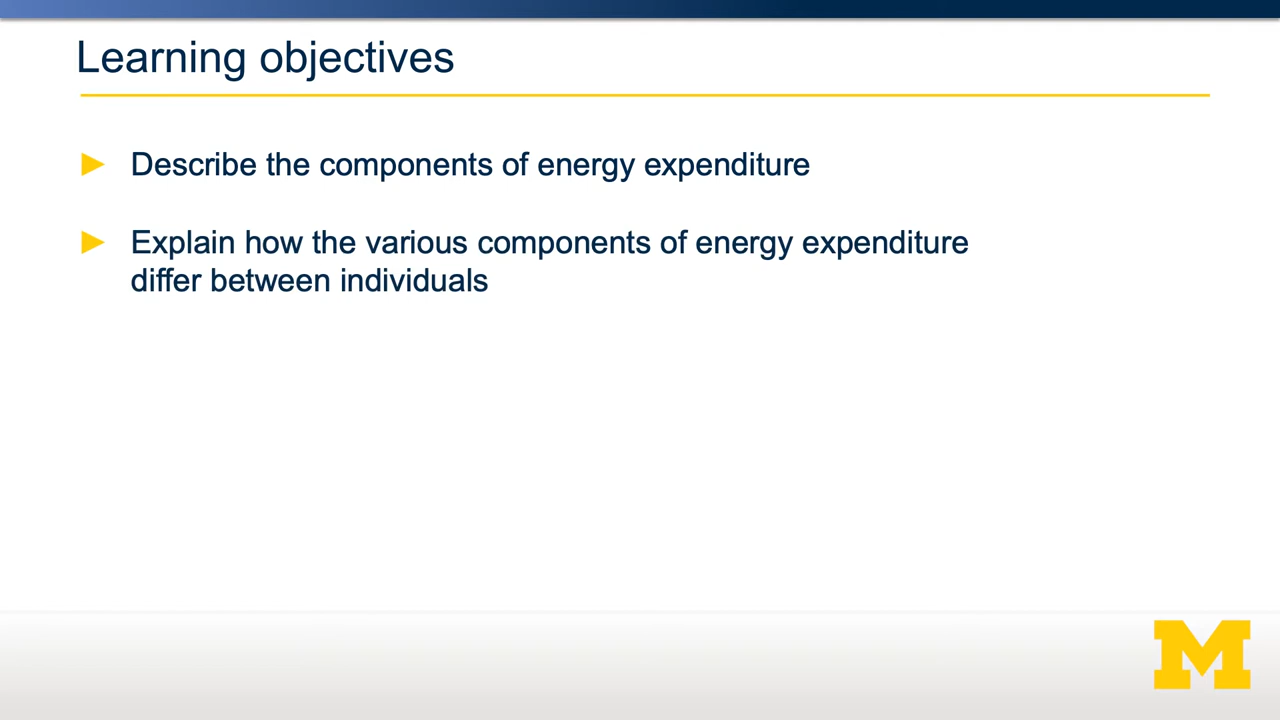 Learning objectives
Describe the components of energy expenditure
Explain how the various components of energy expenditure
differ between individuals
M